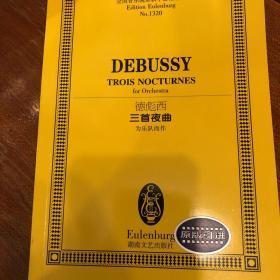 Edition Eulenburg
No.1320
DEBUSSY
TROIS NOCTURNES
for Orchestra
德彪西
三首夜曲
为乐队而作
Eulenburg
湖南文艺出版社
原版引进